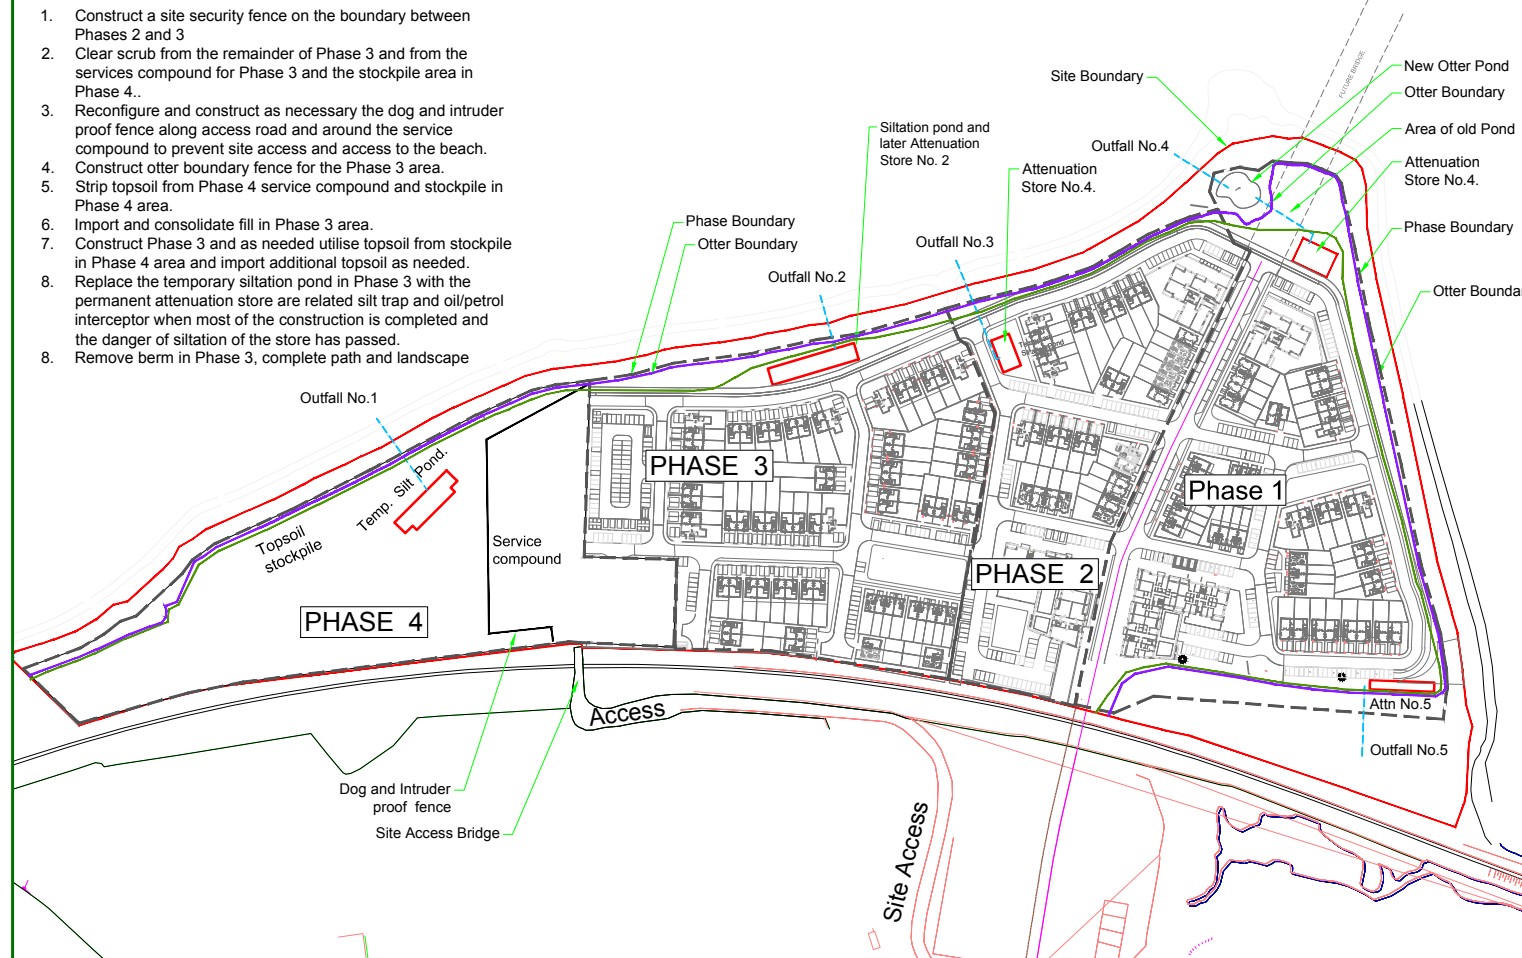 1. Construct a site security fence on the boundary between
Phases 2 and 3
2. Clear scrub from the remainder of Phase 3 and from the
services compound for Phase 3 and the stockpile area in
Phase 4..
3. Reconfigure and construct as necessary the dog and intruder
proof fence along access road and around the service
compound to prevent site access and access to the beach.
4. Construct otter boundary fence for the Phase 3 area.
5. Strip topsoil from Phase 4 service compound and stockpile in
Phase 4 area.
6. Import and consolidate fill in Phase 3 area.
7. Construct Phase 3 and as needed utilise topsoil from stockpile
in Phase 4 area and import additional topsoil as needed.
8. Replace the temporary siltation pond in Phase 3 with the
permanent attenuation store are related silt trap and oil/petrol
interceptor when most of the construction is completed and
the danger of siltation of the store has passed.
8. Remove berm in Phase 3, complete path and landscape
FUTURE BRIDGE
Site Boundary
New Otter Pond
Otter Boundary
Area of old Pond
Attenuation
Store No.4.
Phase Boundary
Otter Boundar
Outfall No.4
Siltation pond and
later Attenuation
Store No. 2
Attenuation
Store No.4.
Phase Boundary
Otter Boundary
Outfall No.3
Outfall No.2
Outfall No.1
Temp. Silt Pond.
Topsoil
stockpile
Service
compound
PHASE 3
Phase 1
PHASE 2
PHASE 4
Attn No.5
Outfall No.5
Access
Dog and Intruder
proof fence
Site Access Bridge
Site Access